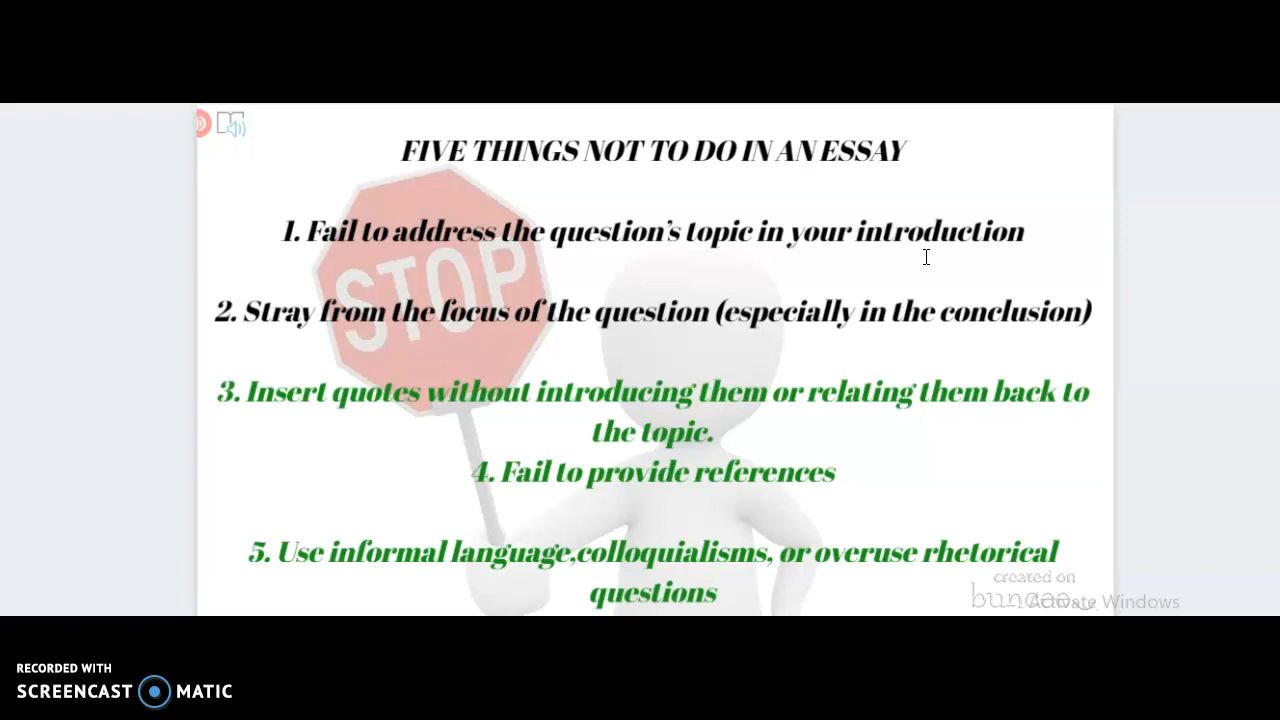 FIVE THINGS NOT TO DO IN AN ESSAY
1. Fail to address the question's topic in your introduction
STOP
2. Stray from the focus of the question (especially in the conclusion)
3. Insert quotes without introducing them or relating them back to
the topic.
4. Fail to provide references
5. Use informal language,colloquialisms, or overuse rhetorical
questions
created on
buncee
Activate Windows
RECORDED WITH
SCREENCAST MATIC